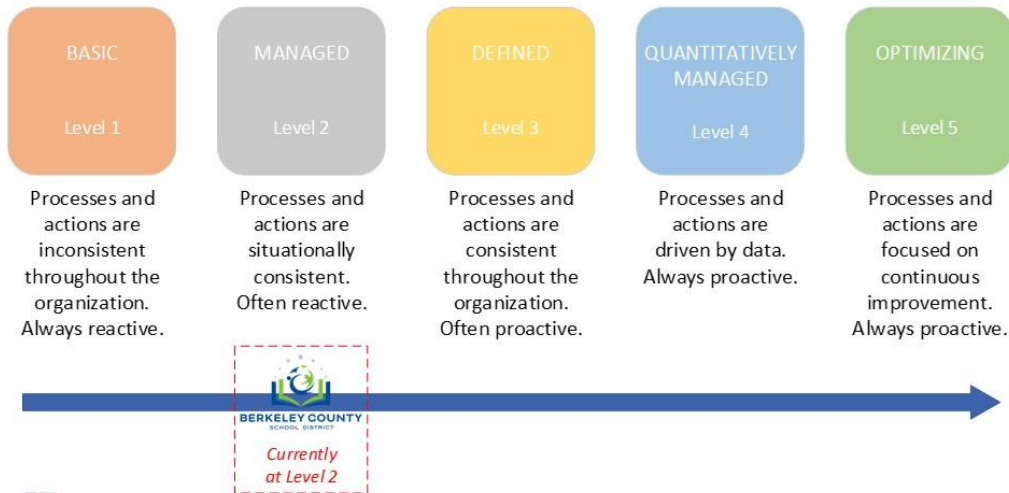 BASIC
Level 1
MANAGED
Level 2
DEFINED
Level 3
QUANTITATIVELY
MANAGED
Level 4
OPTIMIZING
Level 5
Processes and
actions are
inconsistent
throughout the
organization.
Always reactive.
Processes and
actions are
situationally
consistent.
Often reactive.
Processes and
actions are
consistent
throughout the
organization.
Often proactive.
Processes and
actions are
driven by data.
Always proactive.
Processes and
actions are
focused on
continuous
improvement.
Always proactive.
BERKELEY COUNTY
SCHOOL DISTRICT
Currently
at Level 2